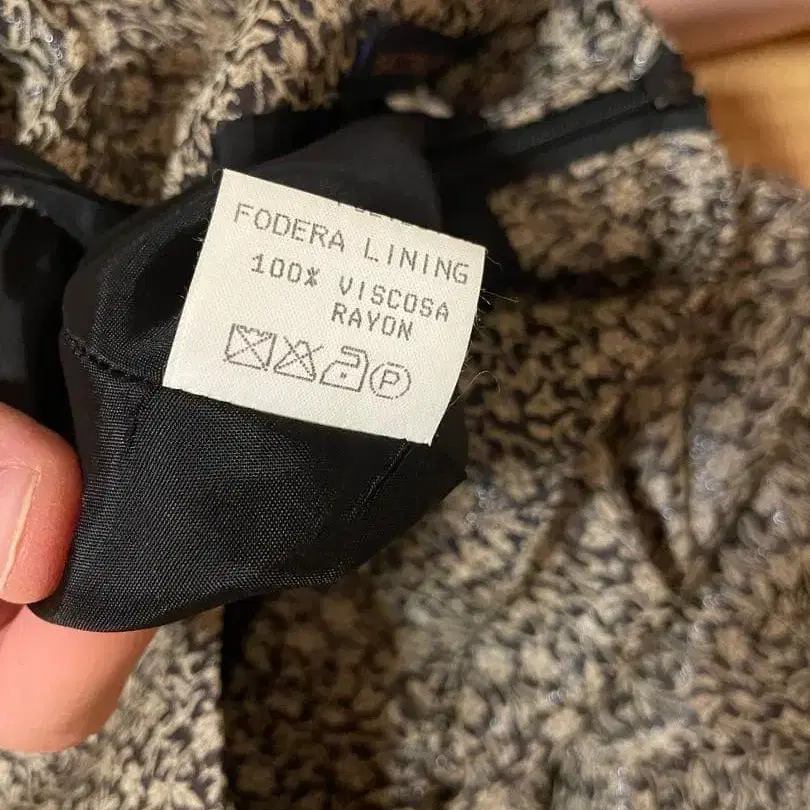 FODERA LINING
100% VISCOSA
RAYON
P